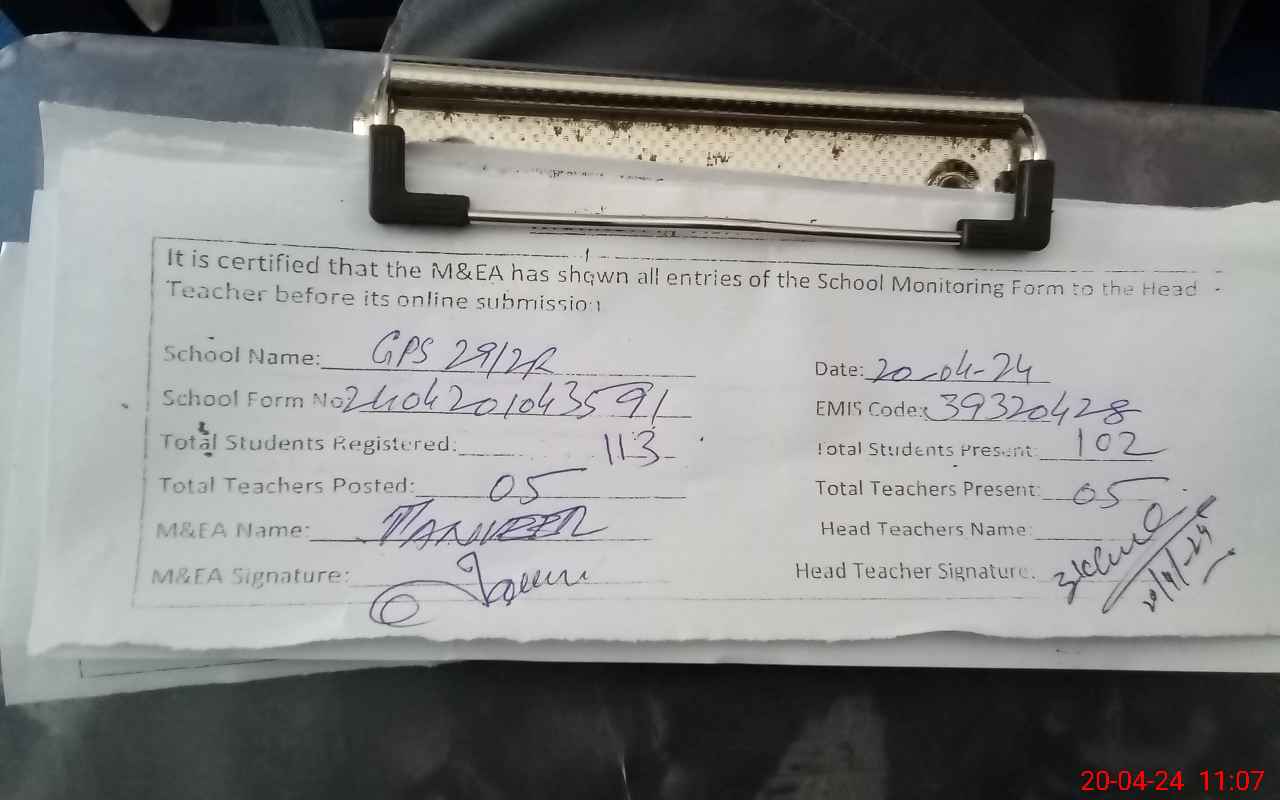 It is certified that the M&EA has shown all entries of the School Monitoring Form to the Head
Teacher before its online submission
School Name: GPS 29/2R
Date: 20-04-24
School Form No 2404201043591
EMIS Code: 39320428
Total Students Registered: 113
Total Students Present: 102
Total Teachers Posted: 05
Total Teachers Present: 05
M&EA Name: TANVEER
Head Teachers Name:
M&EA Signature:
Head Teacher Signature.
20/4/-24
20-04-24 11:07